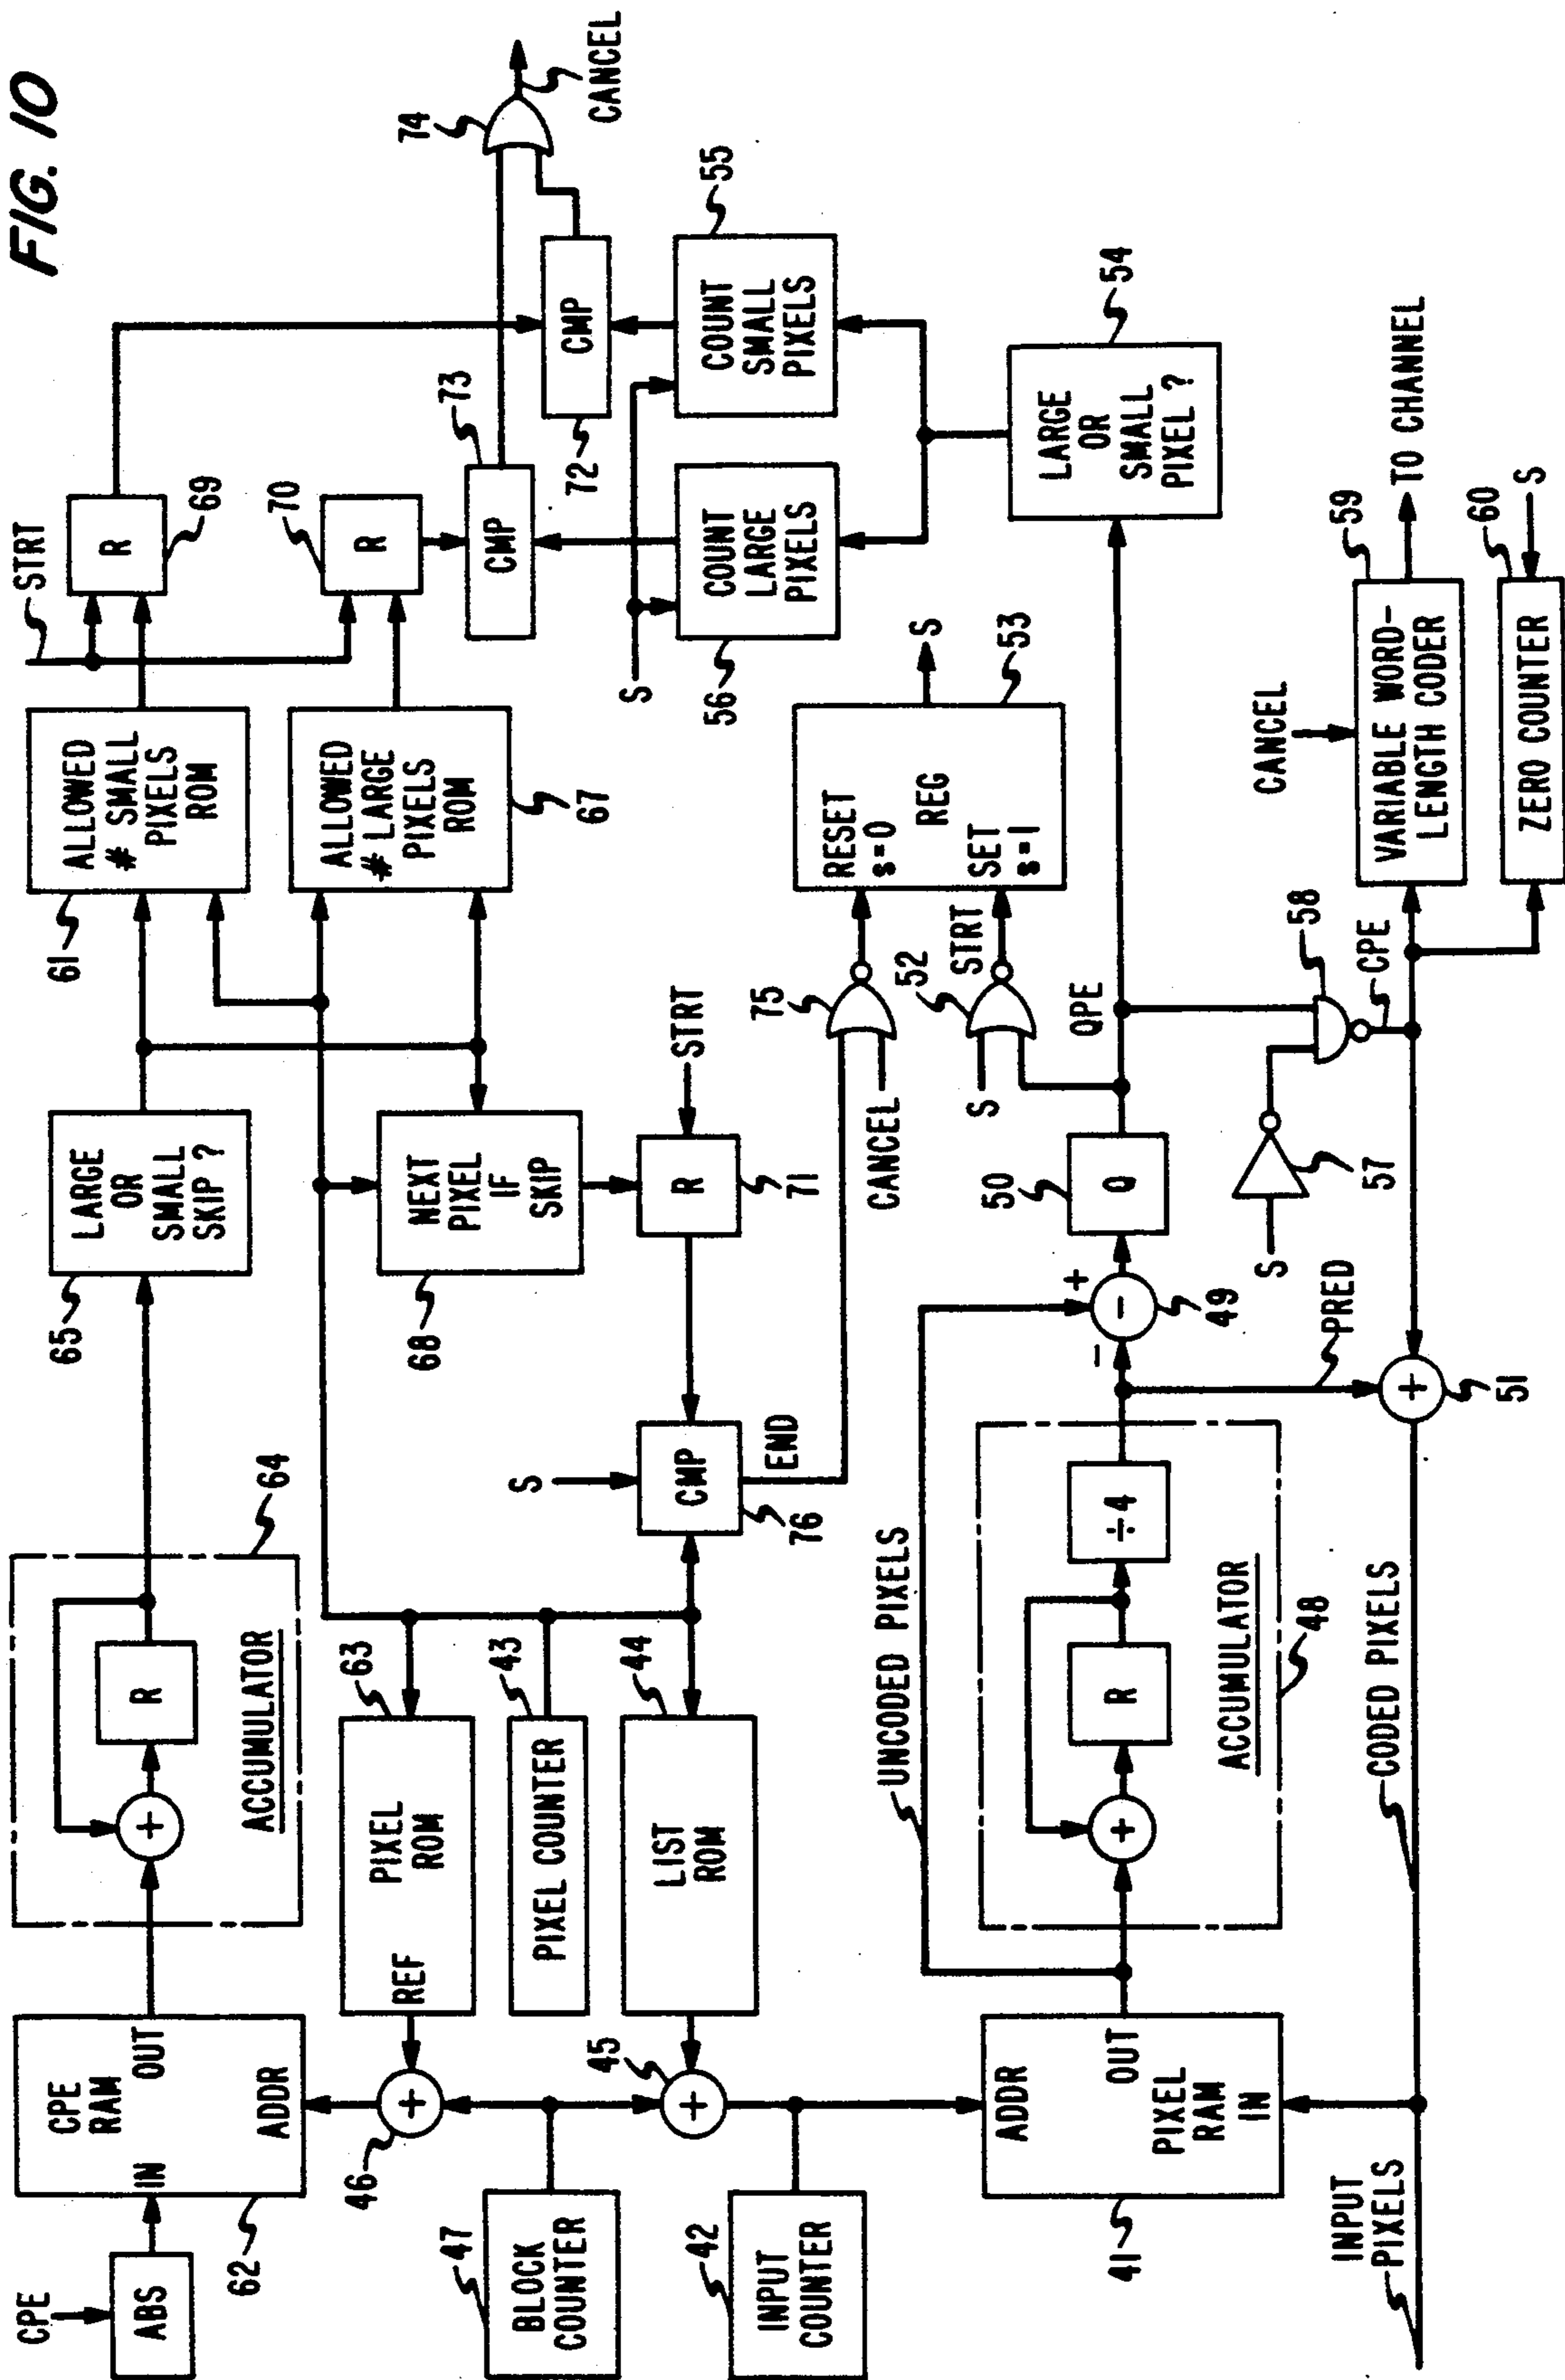 FIG. 10
CPE
ABS
62
IN
CPE
RAM
OUT
ADDR
R
ACCUMULATOR
64
65
LARGE
OR
SMALL
SKIP ?
61
ALLOWED
# SMALL
PIXELS
ROM
STRT
R
69
46
REF
PIXEL
ROM
63
47
BLOCK
COUNTER
PIXEL COUNTER
43
68
NEXT
PIXEL
IF
SKIP
ALLOWED
# LARGE
PIXELS
ROM
67
70
R
73
CMP
74
CANCEL
CMP
72
45
LIST
ROM
44
STRT
R
71
S
CMP
76
END
42
INPUT
COUNTER
S
56
COUNT
LARGE
PIXELS
COUNT
SMALL
PIXELS
55
CANCEL
75
RESET
s=0
REG
SET
s=1
S
53
52
STRT
S
QPE
UNCODED PIXELS
41
ADDR
OUT
PIXEL
RAM
IN
R
÷4
ACCUMULATOR
48
+
−
−
49
50
Q
LARGE
OR
SMALL
PIXEL ?
54
PRED
S
57
58
CPE
CANCEL
INPUT
PIXELS
CODED PIXELS
+
51
VARIABLE WORD-
LENGTH CODER
59
TO CHANNEL
ZERO COUNTER
60
S